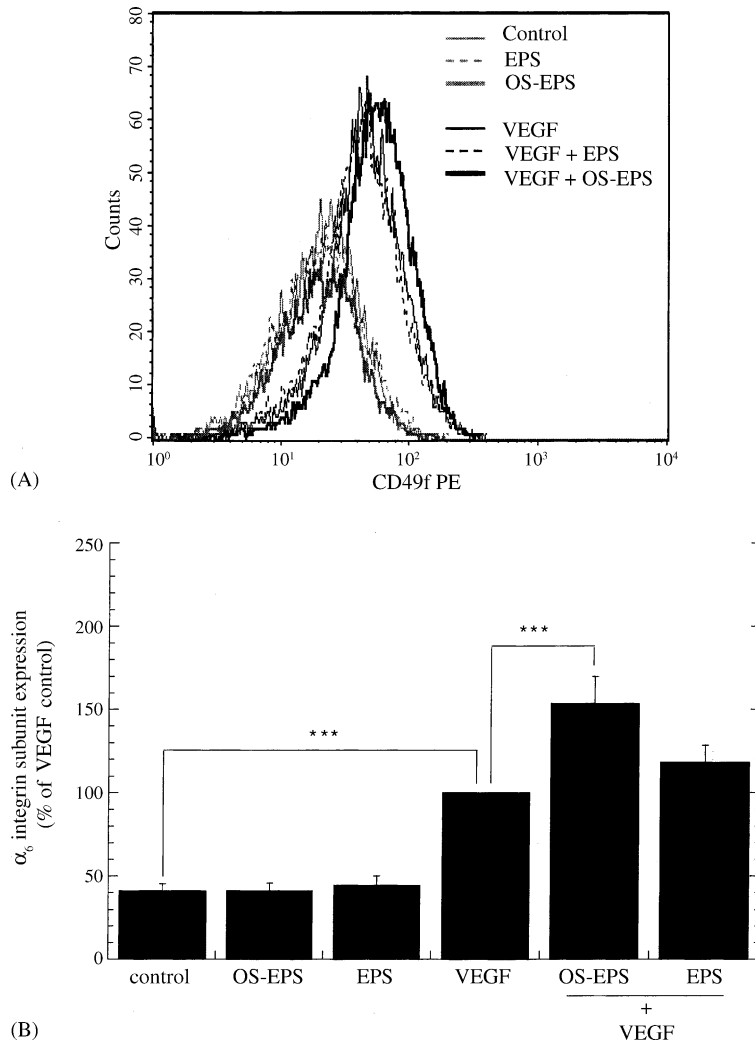 80
70
60
50
40
30
20
10
0
Counts
Control
EPS
OS-EPS
VEGF
VEGF + EPS
VEGF + OS-EPS
10⁰ 10¹ 10² 10³ 10⁴
CD49f PE
(A)
250
200
150
100
50
0
α₆ integrin subunit expression
(% of VEGF control)
***
***
control OS-EPS EPS VEGF OS-EPS EPS
+
VEGF
(B)